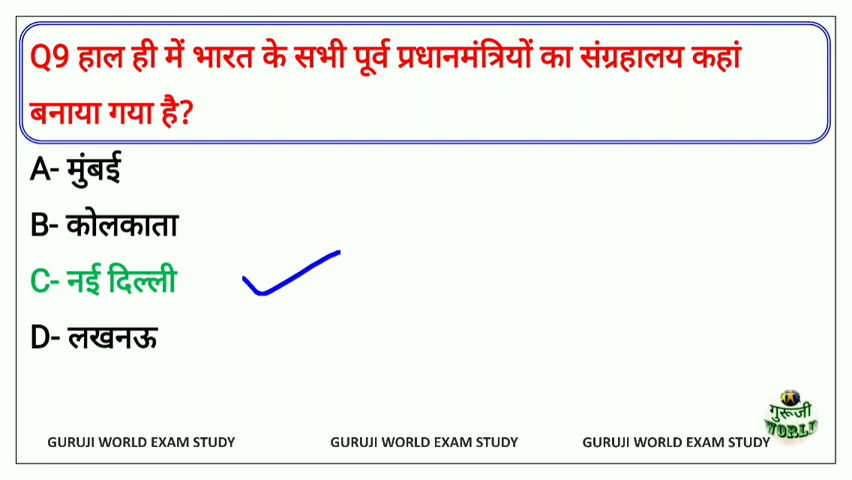 Q9 हाल ही में भारत के सभी पूर्व प्रधानमंत्रियों का संग्रहालय कहां
बनाया गया है?
A- मुंबई
B- कोलकाता
C- नई दिल्ली
D- लखनऊ
गुरूजी
WORLD
GURUJI WORLD EXAM STUDY GURUJI WORLD EXAM STUDY GURUJI WORLD EXAM STUDY